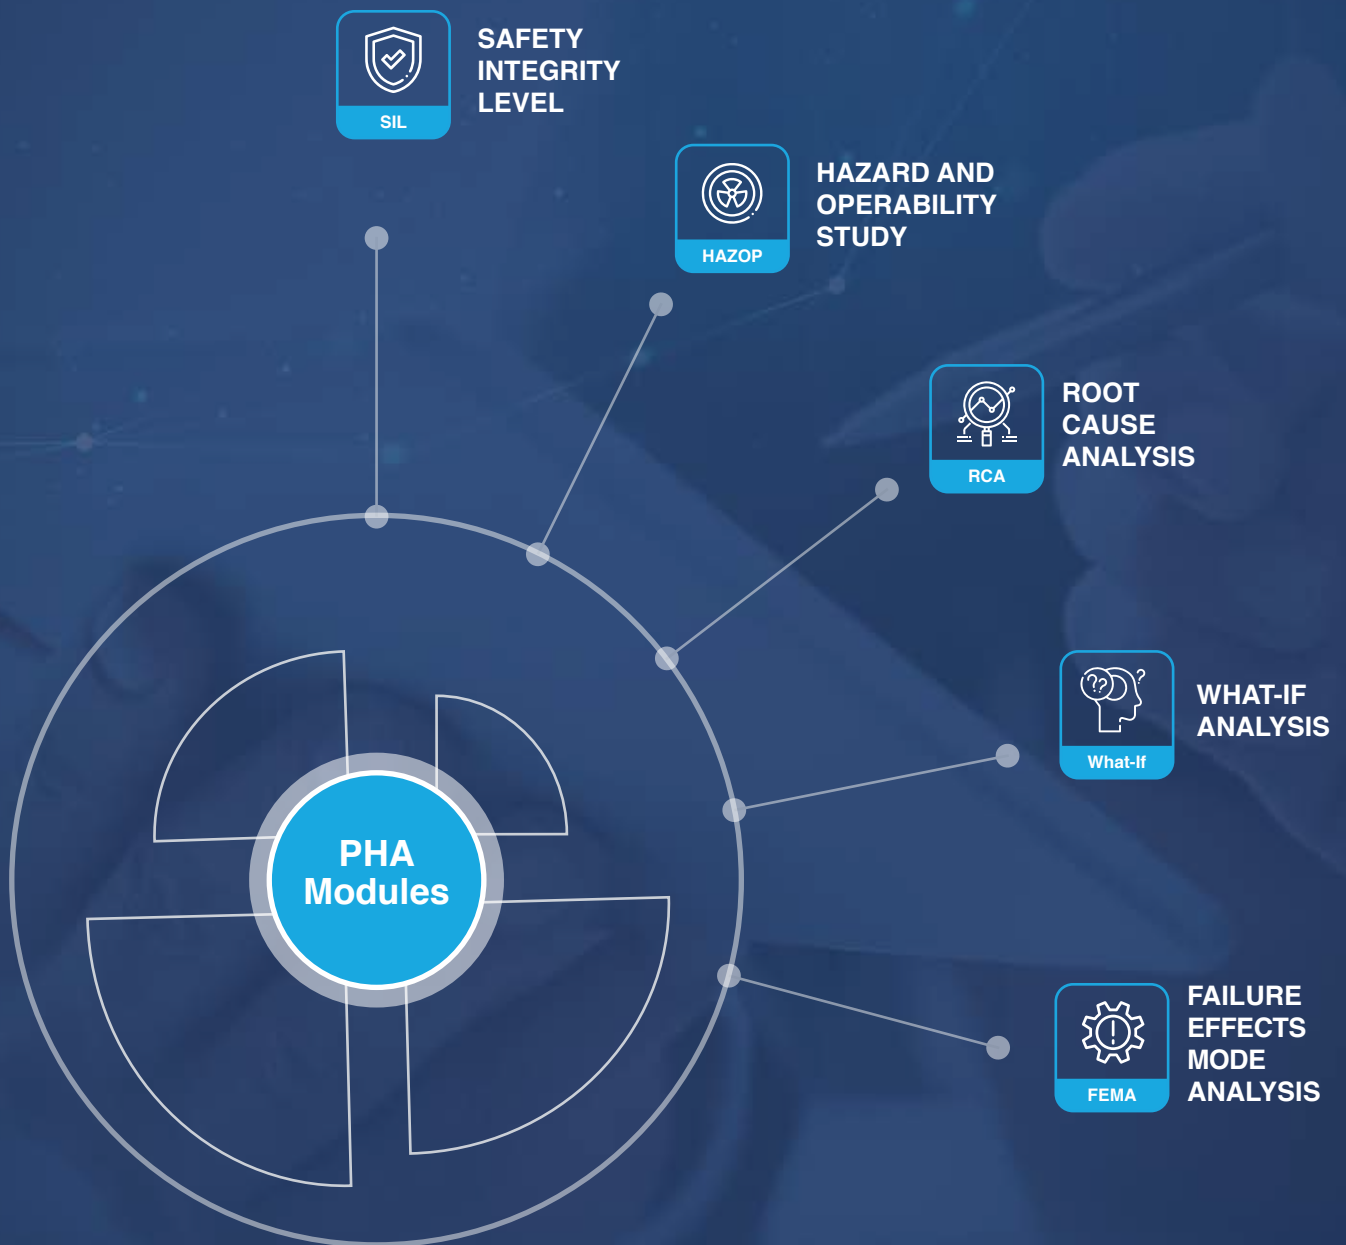 SAFETY
INTEGRITY
LEVEL
SIL
HAZARD AND
OPERABILITY
STUDY
HAZOP
ROOT
CAUSE
ANALYSIS
RCA
WHAT-IF
ANALYSIS
What-If
PHA
Modules
FAILURE
EFFECTS
MODE
ANALYSIS
FEMA